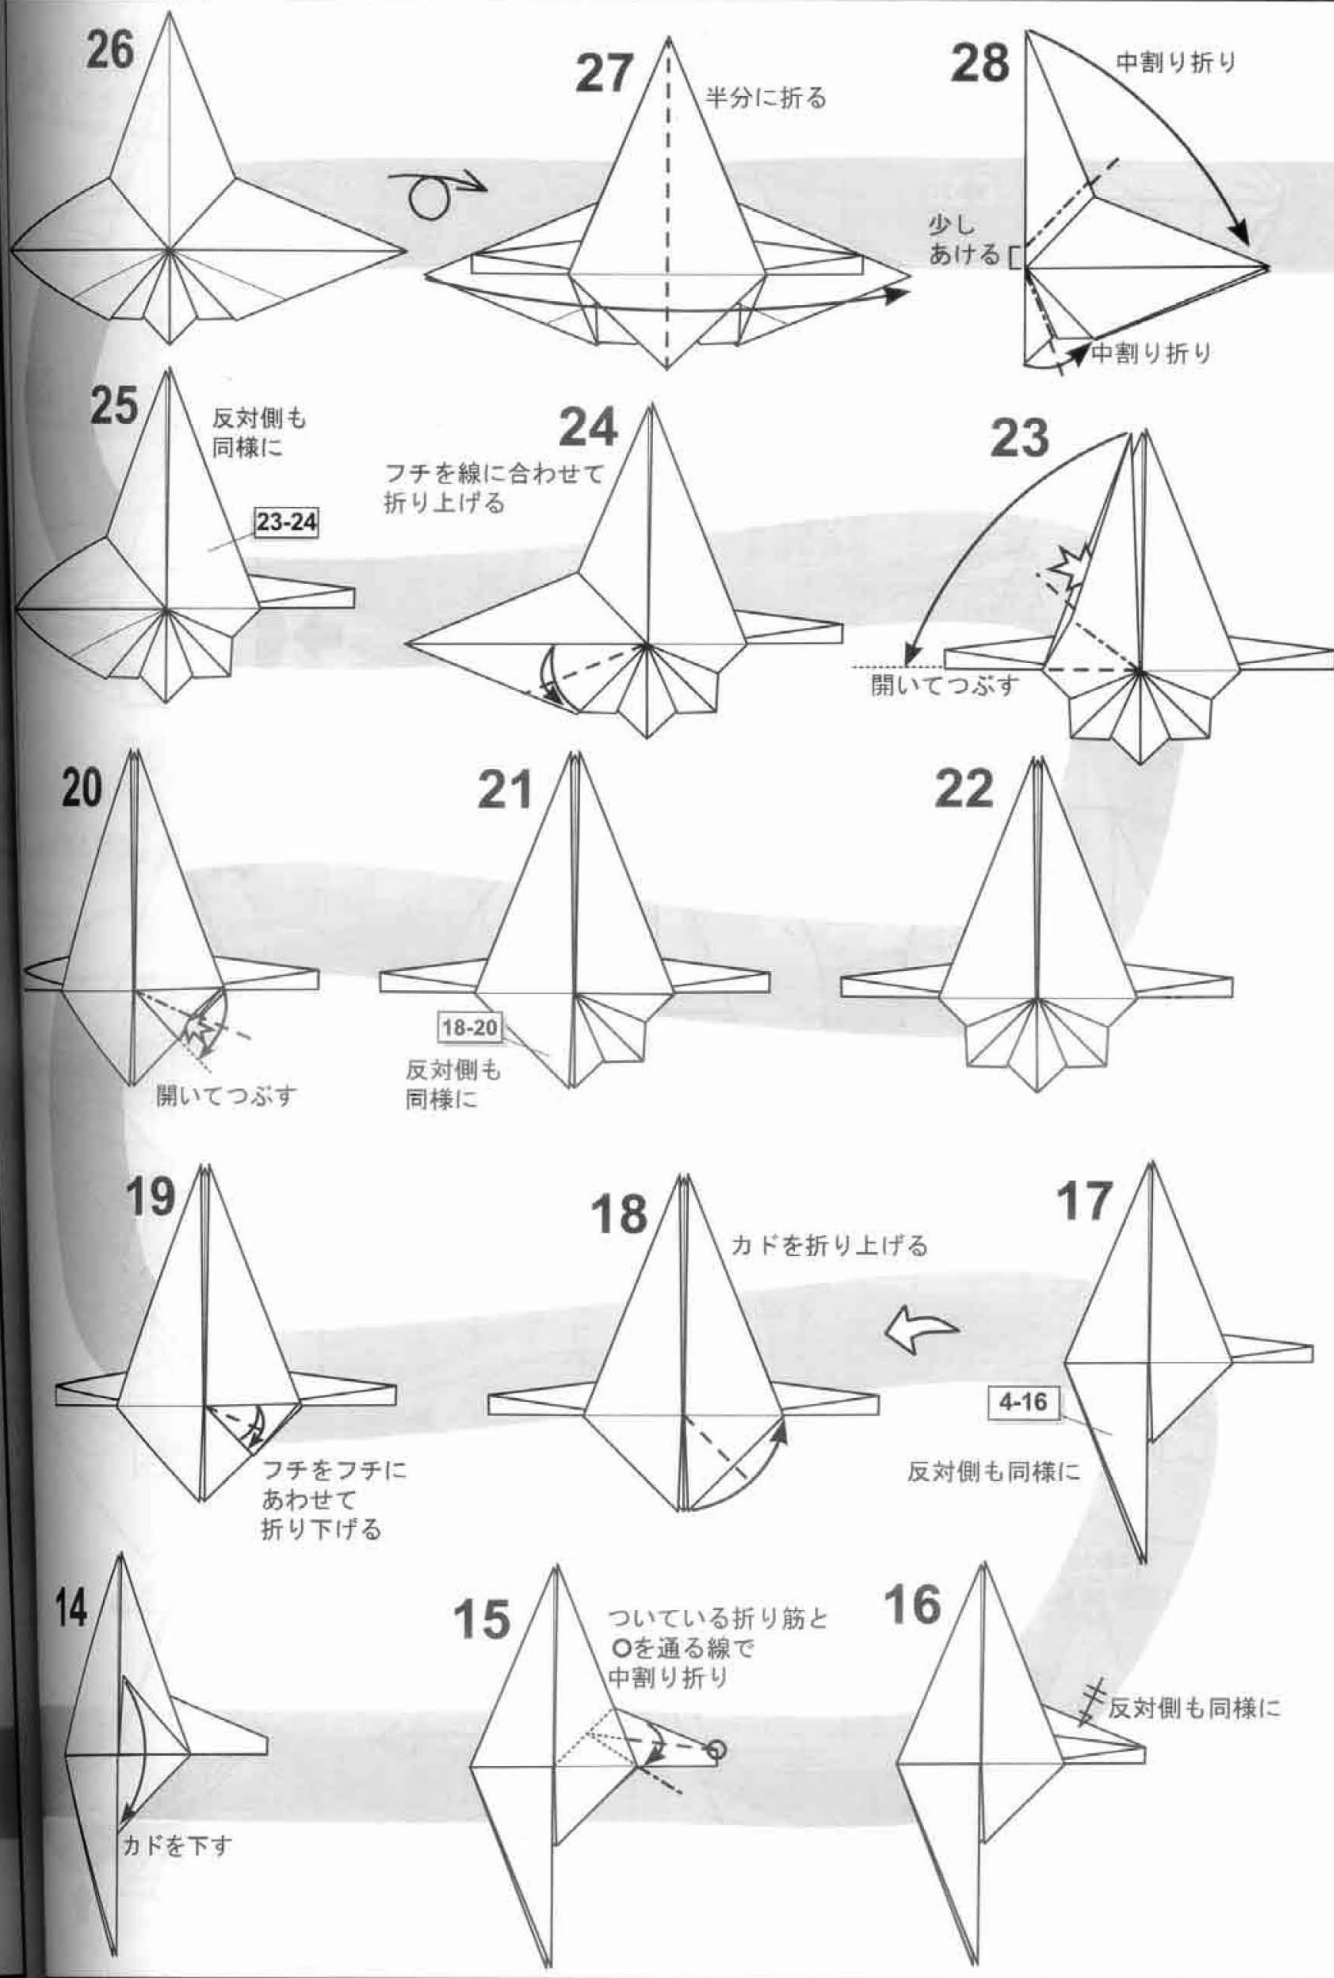 26
27
半分に折る
28
中割り折り
少し
あける
中割り折り
25
反対側も
同様に
23-24
24
フチを線に合わせて
折り上げる
23
開いてつぶす
20
開いてつぶす
21
18-20
反対側も
同様に
22
19
フチをフチに
あわせて
折り下げる
18
カドを折り上げる
17
4-16
反対側も同様に
14
カドを下す
15
ついている折り筋と
○を通る線で
中割り折り
16
反対側も同様に